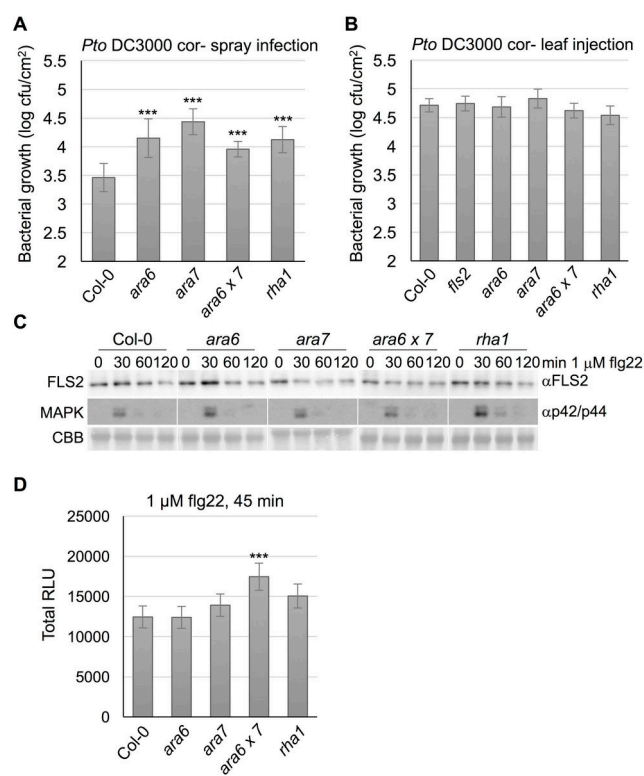 A
Pto DC3000 cor- spray infection
Bacterial growth (log cfu/cm²)
5.5
5
4.5
4
3.5
3
2.5
2
***
***
***
***
Col-0
ara6
ara7
ara6 x 7
rha1
B
Pto DC3000 cor- leaf injection
Bacterial growth (log cfu/cm²)
5.5
5
4.5
4
3.5
3
2.5
2
Col-0
fls2
ara6
ara7
ara6 x 7
rha1
C
Col-0 ara6 ara7 ara6 x 7 rha1
0 30 60 120 0 30 60 120 0 30 60 120 0 30 60 120 0 30 60 120 min 1 µM flg22
FLS2 αFLS2
MAPK αp42/p44
CBB
D
1 µM flg22, 45 min
Total RLU
25000
20000
15000
10000
5000
0
***
Col-0
ara6
ara7
ara6 x 7
rha1